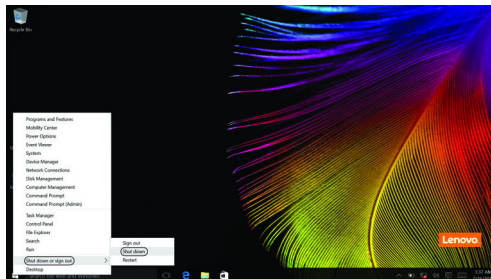 Recycle Bin
Programs and Features
Mobility Center
Power Options
Event Viewer
System
Device Manager
Network Connections
Disk Management
Computer Management
Command Prompt
Command Prompt (Admin)
Task Manager
Control Panel
File Explorer
Search
Run
Shut down or sign out
Desktop
Sign out
Shut down
Restart
Lenovo